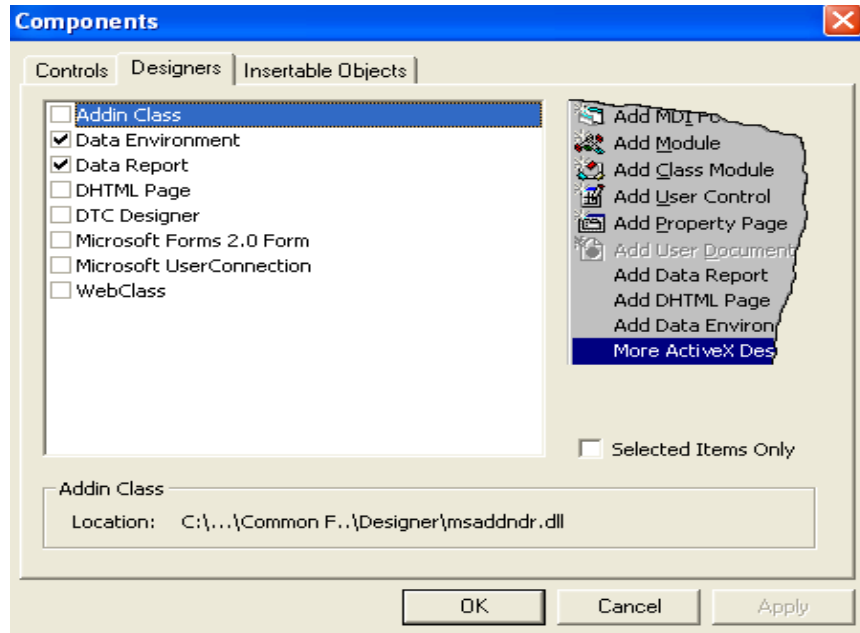 Components
Controls
Designers
Insertable Objects
Addin Class
Data Environment
Data Report
DHTML Page
DTC Designer
Microsoft Forms 2.0 Form
Microsoft UserConnection
WebClass
Add MDI Fo
Add Module
Add Class Module
Add User Control
Add Property Page
Add User Document
Add Data Report
Add DHTML Page
Add Data Environ
More ActiveX Des
Selected Items Only
Addin Class
Location: C:\...\Common F..\Designer\msaddndr.dll
OK
Cancel
Apply